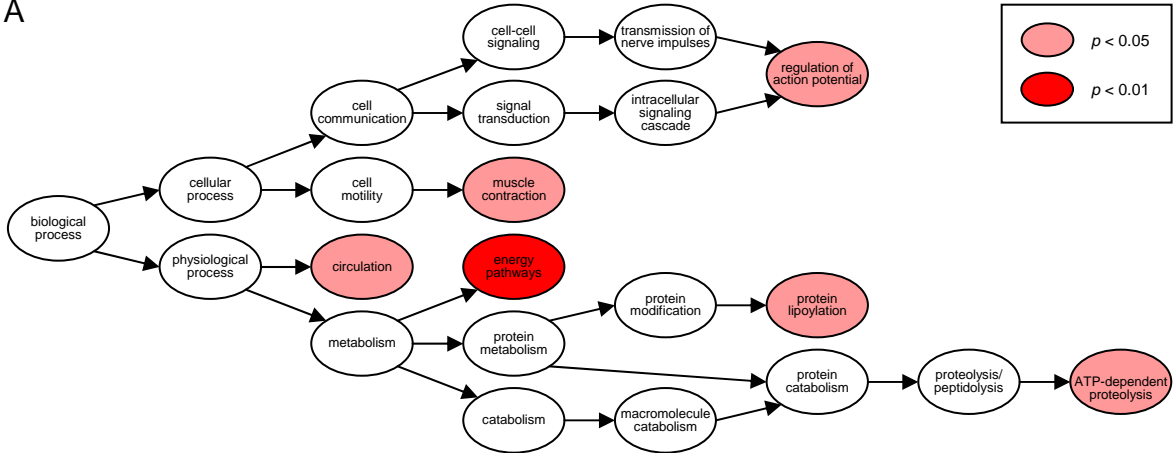 A
cell-cell
signaling
transmission of
nerve impulses
regulation of
action potential
p < 0.05
p < 0.01
cell
communication
signal
transduction
intracellular
signaling
cascade
cellular
process
cell
motility
muscle
contraction
biological
process
physiological
process
circulation
energy
pathways
protein
modification
protein
lipoylation
metabolism
protein
metabolism
protein
catabolism
proteolysis/
peptidolysis
ATP-dependent
proteolysis
catabolism
macromolecule
catabolism